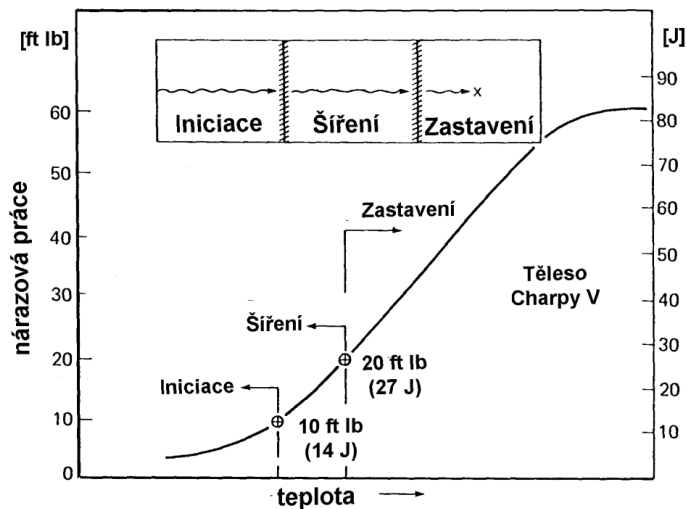 [ft lb]
[J]
Iniciace
Šíření
x
Zastavení
nárazová práce
60
50
40
30
20
10
0
90
80
70
60
50
40
30
20
10
Zastavení
Těleso
Charpy V
Šíření
20 ft lb
(27 J)
Iniciace
10 ft lb
(14 J)
teplota